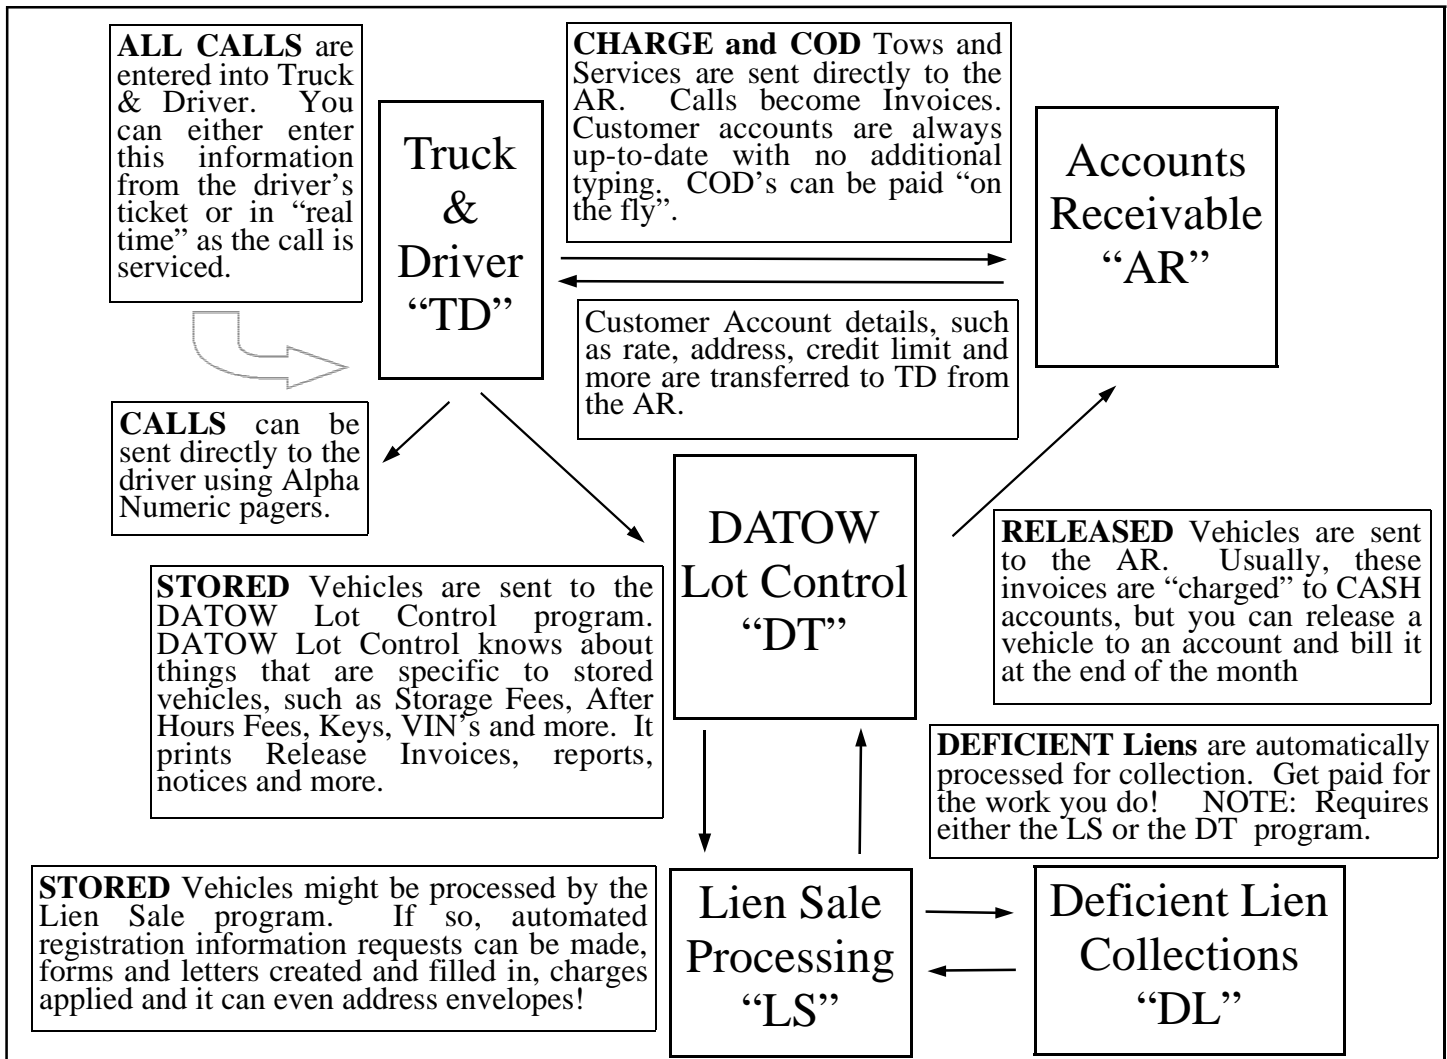 ALL CALLS are
entered into Truck
& Driver. You
can either enter
this information
from the driver’s
ticket or in “real
time” as the call is
serviced.
Truck
&
Driver
“TD”
CHARGE and COD Tows and
Services are sent directly to the
AR. Calls become Invoices.
Customer accounts are always
up-to-date with no additional
typing. COD’s can be paid “on
the fly”.
Accounts
Receivable
“AR”
Customer Account details, such
as rate, address, credit limit and
more are transferred to TD from
the AR.
CALLS can be
sent directly to the
driver using Alpha
Numeric pagers.
DATOW
Lot Control
“DT”
RELEASED Vehicles are sent
to the AR. Usually, these
invoices are “charged” to CASH
accounts, but you can release a
vehicle to an account and bill it
at the end of the month
STORED Vehicles are sent to the
DATOW Lot Control program.
DATOW Lot Control knows about
things that are specific to stored
vehicles, such as Storage Fees, After
Hours Fees, Keys, VIN’s and more. It
prints Release Invoices, reports,
notices and more.
DEFICIENT Liens are automatically
processed for collection. Get paid for
the work you do! NOTE: Requires
either the LS or the DT program.
STORED Vehicles might be processed by the
Lien Sale program. If so, automated
registration information requests can be made,
forms and letters created and filled in, charges
applied and it can even address envelopes!
Lien Sale
Processing
“LS”
Deficient Lien
Collections
“DL”